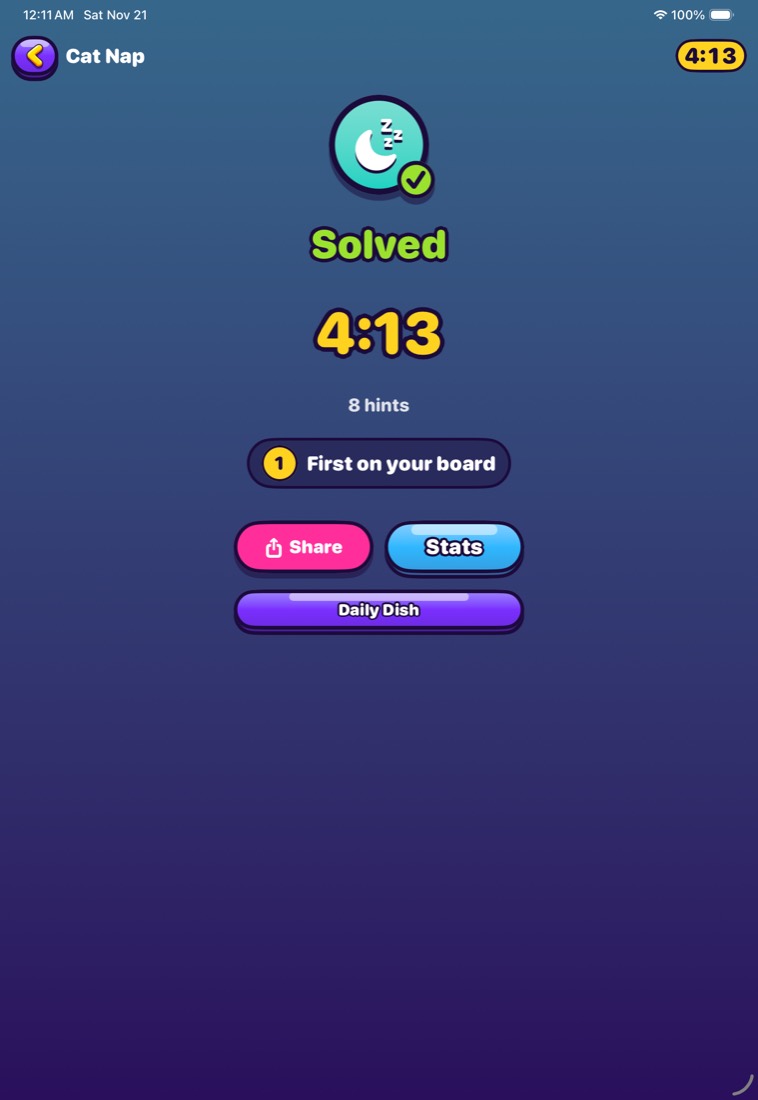 12:11 AM Sat Nov 21
100%
Cat Nap
4:13
z z z
Solved
4:13
8 hints
1 First on your board
Share
Stats
Daily Dish